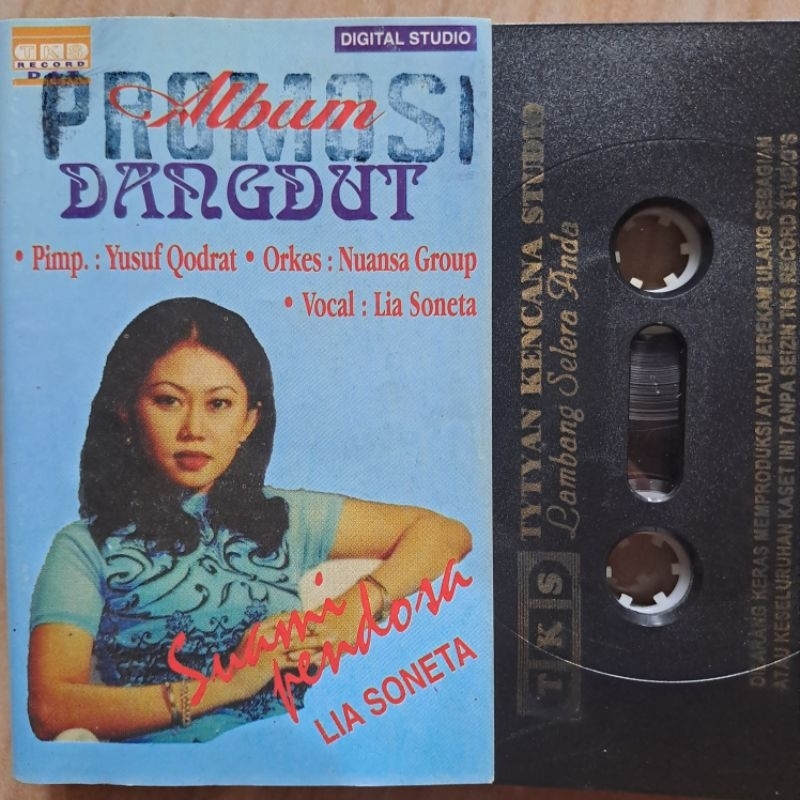 TKS
RECORD
DIGITAL STUDIO
PROMOSI
Album
DANGDUT
• Pimp. : Yusuf Qodrat • Orkes : Nuansa Group
• Vocal : Lia Soneta
Suami
pendosa
LIA SONETA
TKS
TYTYAN KENCANA STUDIO
Lambang Selera Anda
DILARANG KERAS MEMPRODUKSI ATAU MEREKAM ULANG SEBAGIAN
ATAU KESELURUHAN KASET INI TANPA SEIZIN TKS RECORD STUDIO'S